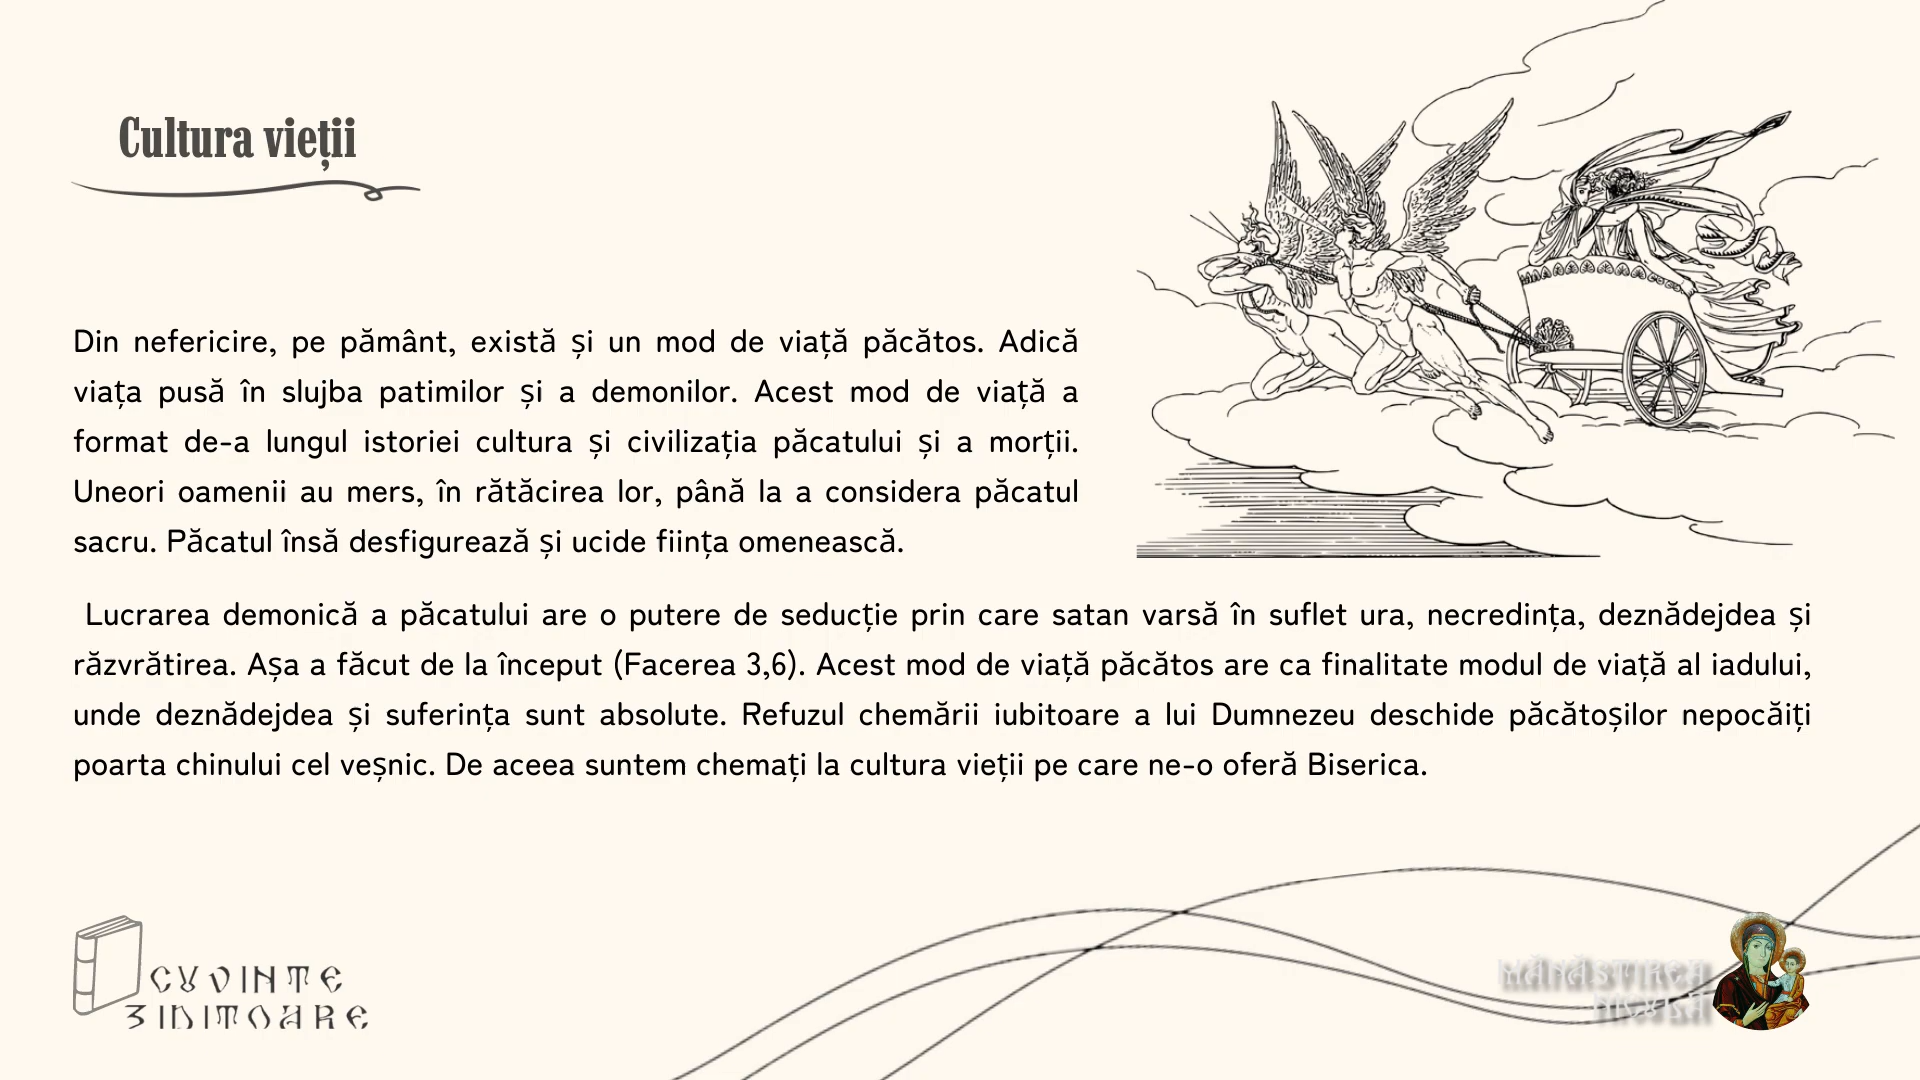 Cultura vieții
Din nefericire, pe pământ, există și un mod de viață păcătos. Adică
viața pusă în slujba patimilor și a demonilor. Acest mod de viață a
format de-a lungul istoriei cultura și civilizația păcatului și a morții.
Uneori oamenii au mers, în rătăcirea lor, până la a considera păcatul
sacru. Păcatul însă desfigurează și ucide ființa omenească.
Lucrarea demonică a păcatului are o putere de seducție prin care satan varsă în suflet ura, necredința, deznădejdea și
răzvrătirea. Așa a făcut de la început (Facerea 3,6). Acest mod de viață păcătos are ca finalitate modul de viață al iadului,
unde deznădejdea și suferința sunt absolute. Refuzul chemării iubitoare a lui Dumnezeu deschide păcătoșilor nepocăiți
poarta chinului cel veșnic. De aceea suntem chemați la cultura vieții pe care ne-o oferă Biserica.
CUVINTE
ZIDITOARE
MĂNĂSTIREA
NICULA